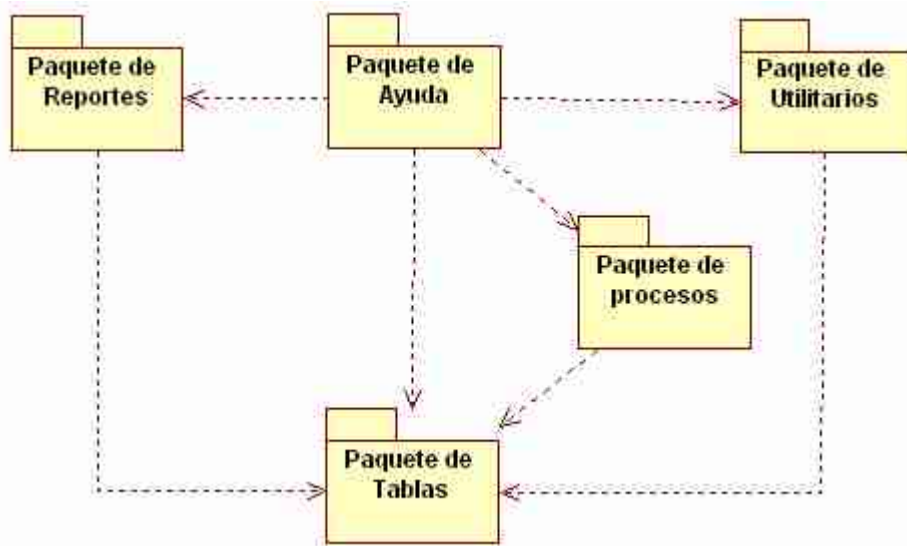 Paquete de
Reportes
Paquete de
Ayuda
Paquete de
Utilitarios
Paquete de
procesos
Paquete de
Tablas